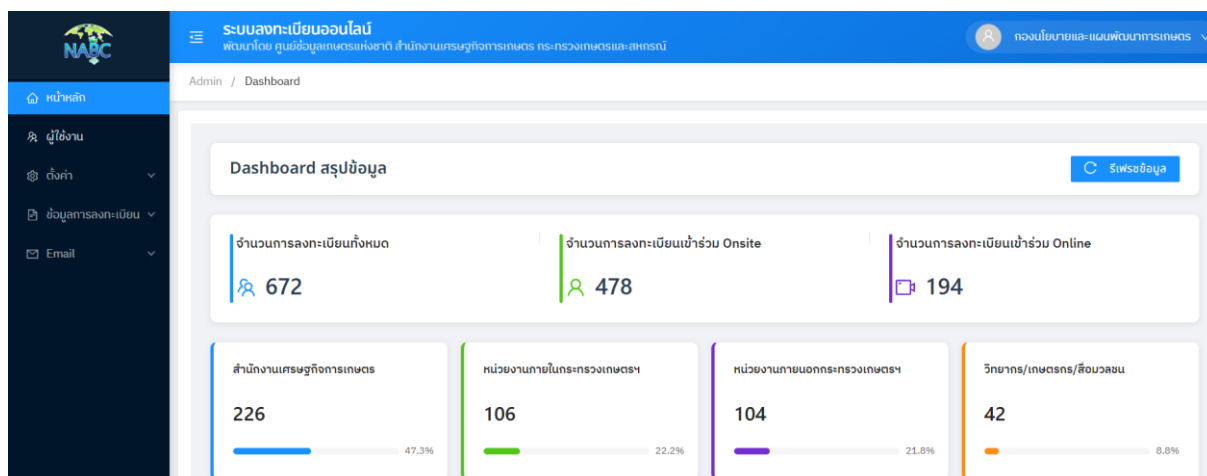 NABC
ระบบลงทะเบียนออนไลน์
พัฒนาโดย ศูนย์ข้อมูลเกษตรแห่งชาติ สำนักงานเศรษฐกิจการเกษตร กระทรวงเกษตรและสหกรณ์
กองนโยบายและแผนพัฒนาการเกษตร
Admin / Dashboard
หน้าหลัก
ผู้ใช้งาน
ตั้งค่า
ข้อมูลการลงทะเบียน
Email
Dashboard สรุปข้อมูล
รีเฟรชข้อมูล
จำนวนการลงทะเบียนทั้งหมด
672
จำนวนการลงทะเบียนเข้าร่วม Onsite
478
จำนวนการลงทะเบียนเข้าร่วม Online
194
สำนักงานเศรษฐกิจการเกษตร
226
47.3%
หน่วยงานภายในกระทรวงเกษตรฯ
106
22.2%
หน่วยงานภายนอกกระทรวงเกษตรฯ
104
21.8%
วิทยากร/เกษตรกร/สื่อมวลชน
42
8.8%